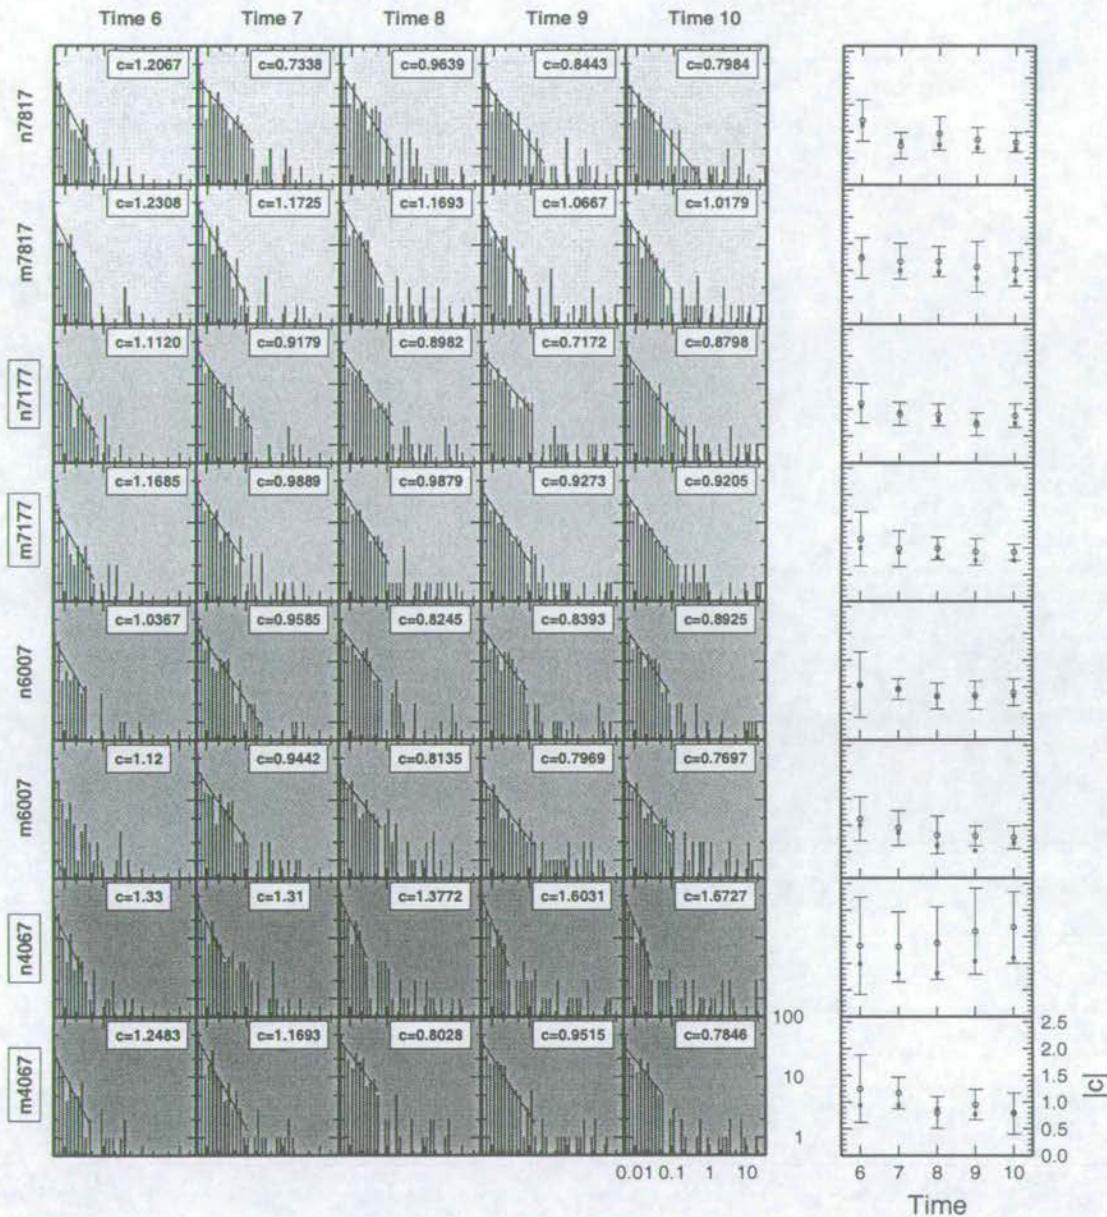 Time 6 Time 7 Time 8 Time 9 Time 10
n7817 c=1.2067 c=0.7338 c=0.9639 c=0.8443 c=0.7984
m7817 c=1.2308 c=1.1725 c=1.1693 c=1.0667 c=1.0179
n7177 c=1.1120 c=0.9179 c=0.8982 c=0.7172 c=0.8798
m7177 c=1.1685 c=0.9889 c=0.9879 c=0.9273 c=0.9205
n6007 c=1.0367 c=0.9585 c=0.8245 c=0.8393 c=0.8925
m6007 c=1.12 c=0.9442 c=0.8135 c=0.7969 c=0.7697
n4067 c=1.33 c=1.31 c=1.3772 c=1.6031 c=1.6727
m4067 c=1.2483 c=1.1693 c=0.8028 c=0.9515 c=0.7846
100
10
1
0.01 0.1 1 10
2.5
2.0
1.5
1.0
0.5
0.0
|c|
6 7 8 9 10
Time